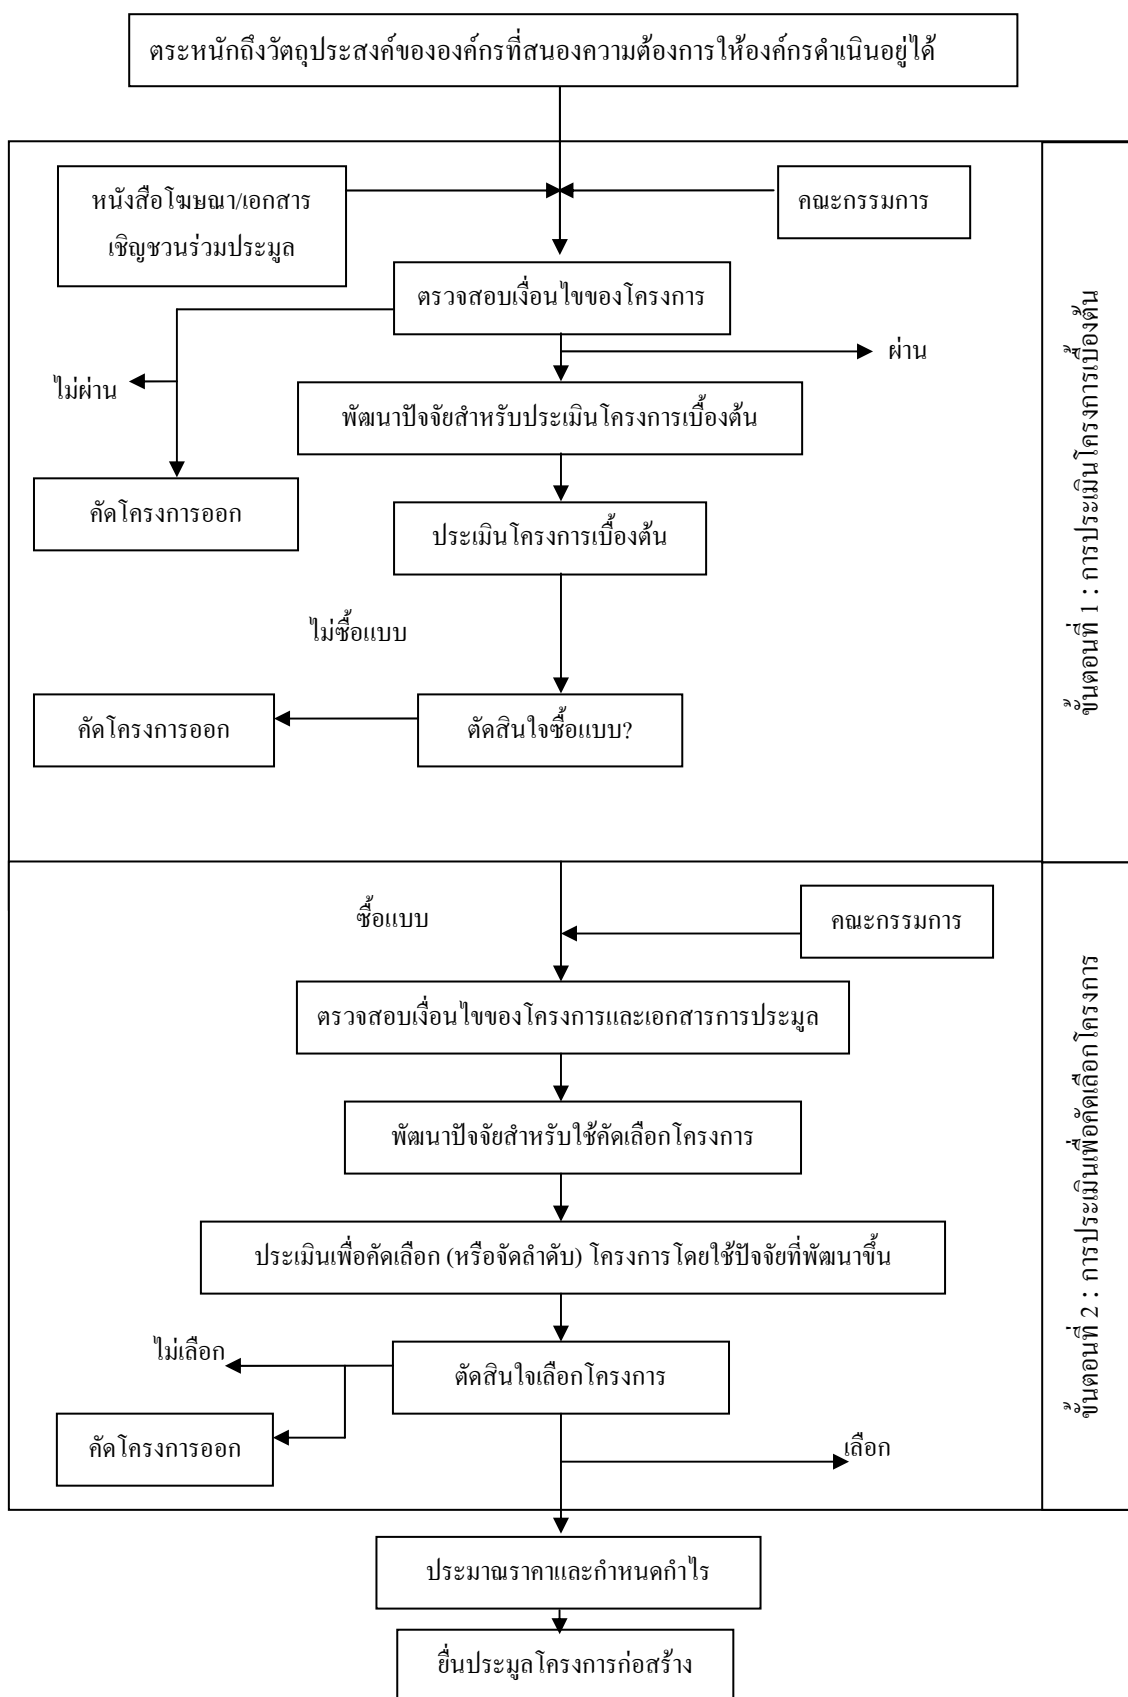 ตระหนักถึงวัตถุประสงค์ขององค์กรที่สนองความต้องการให้องค์กรดำเนินอยู่ได้
หนังสือโฆษณา/เอกสาร
เชิญชวนร่วมประมูล
คณะกรรมการ
ตรวจสอบเงื่อนไขของโครงการ
ผ่าน
ไม่ผ่าน
พัฒนาปัจจัยสำหรับประเมินโครงการเบื้องต้น
คัดโครงการออก
ประเมินโครงการเบื้องต้น
ไม่ซื้อแบบ
คัดโครงการออก
ตัดสินใจซื้อแบบ?
ขั้นตอนที่ 1 : การประเมินโครงการเบื้องต้น
ซื้อแบบ
คณะกรรมการ
ตรวจสอบเงื่อนไขของโครงการและเอกสารการประมูล
พัฒนาปัจจัยสำหรับใช้คัดเลือกโครงการ
ประเมินเพื่อคัดเลือก (หรือจัดลำดับ) โครงการโดยใช้ปัจจัยที่พัฒนาขึ้น
ไม่เลือก
ตัดสินใจเลือกโครงการ
คัดโครงการออก
เลือก
ขั้นตอนที่ 2 : การประเมินเพื่อคัดเลือกโครงการ
ประมาณราคาและกำหนดกำไร
ยื่นประมูลโครงการก่อสร้าง